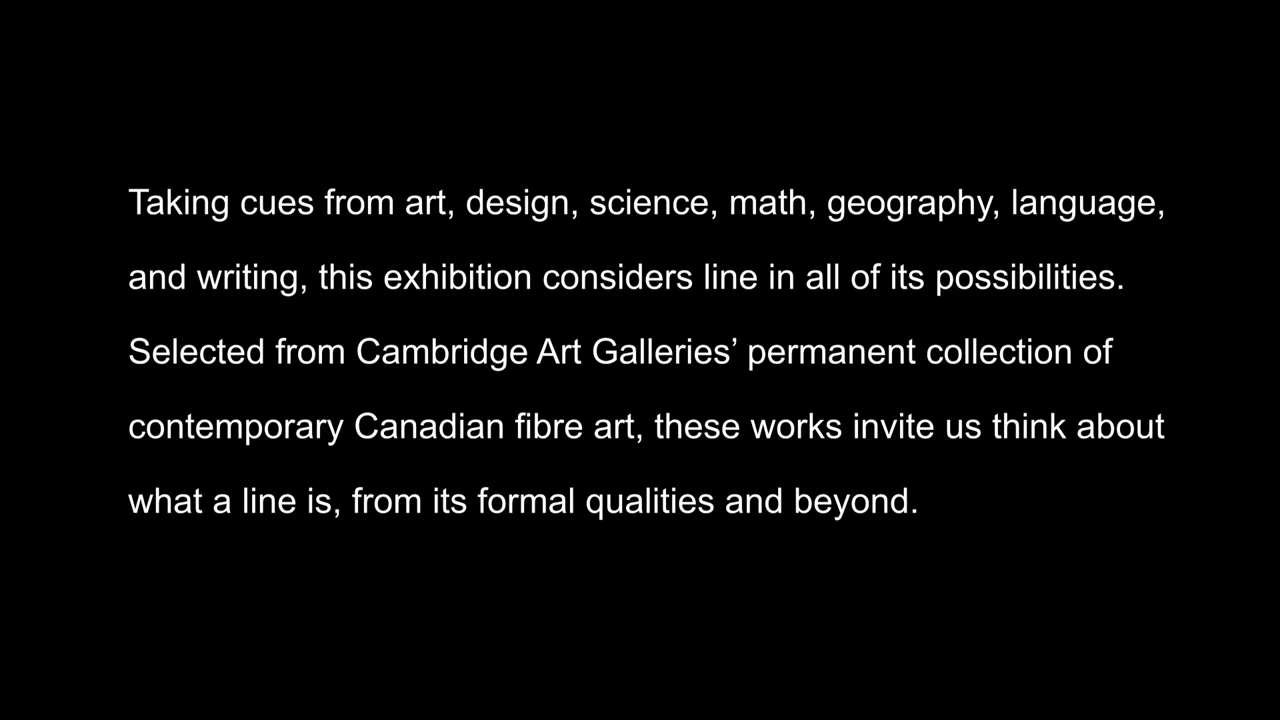 Taking cues from art, design, science, math, geography, language,
and writing, this exhibition considers line in all of its possibilities.
Selected from Cambridge Art Galleries’ permanent collection of
contemporary Canadian fibre art, these works invite us think about
what a line is, from its formal qualities and beyond.